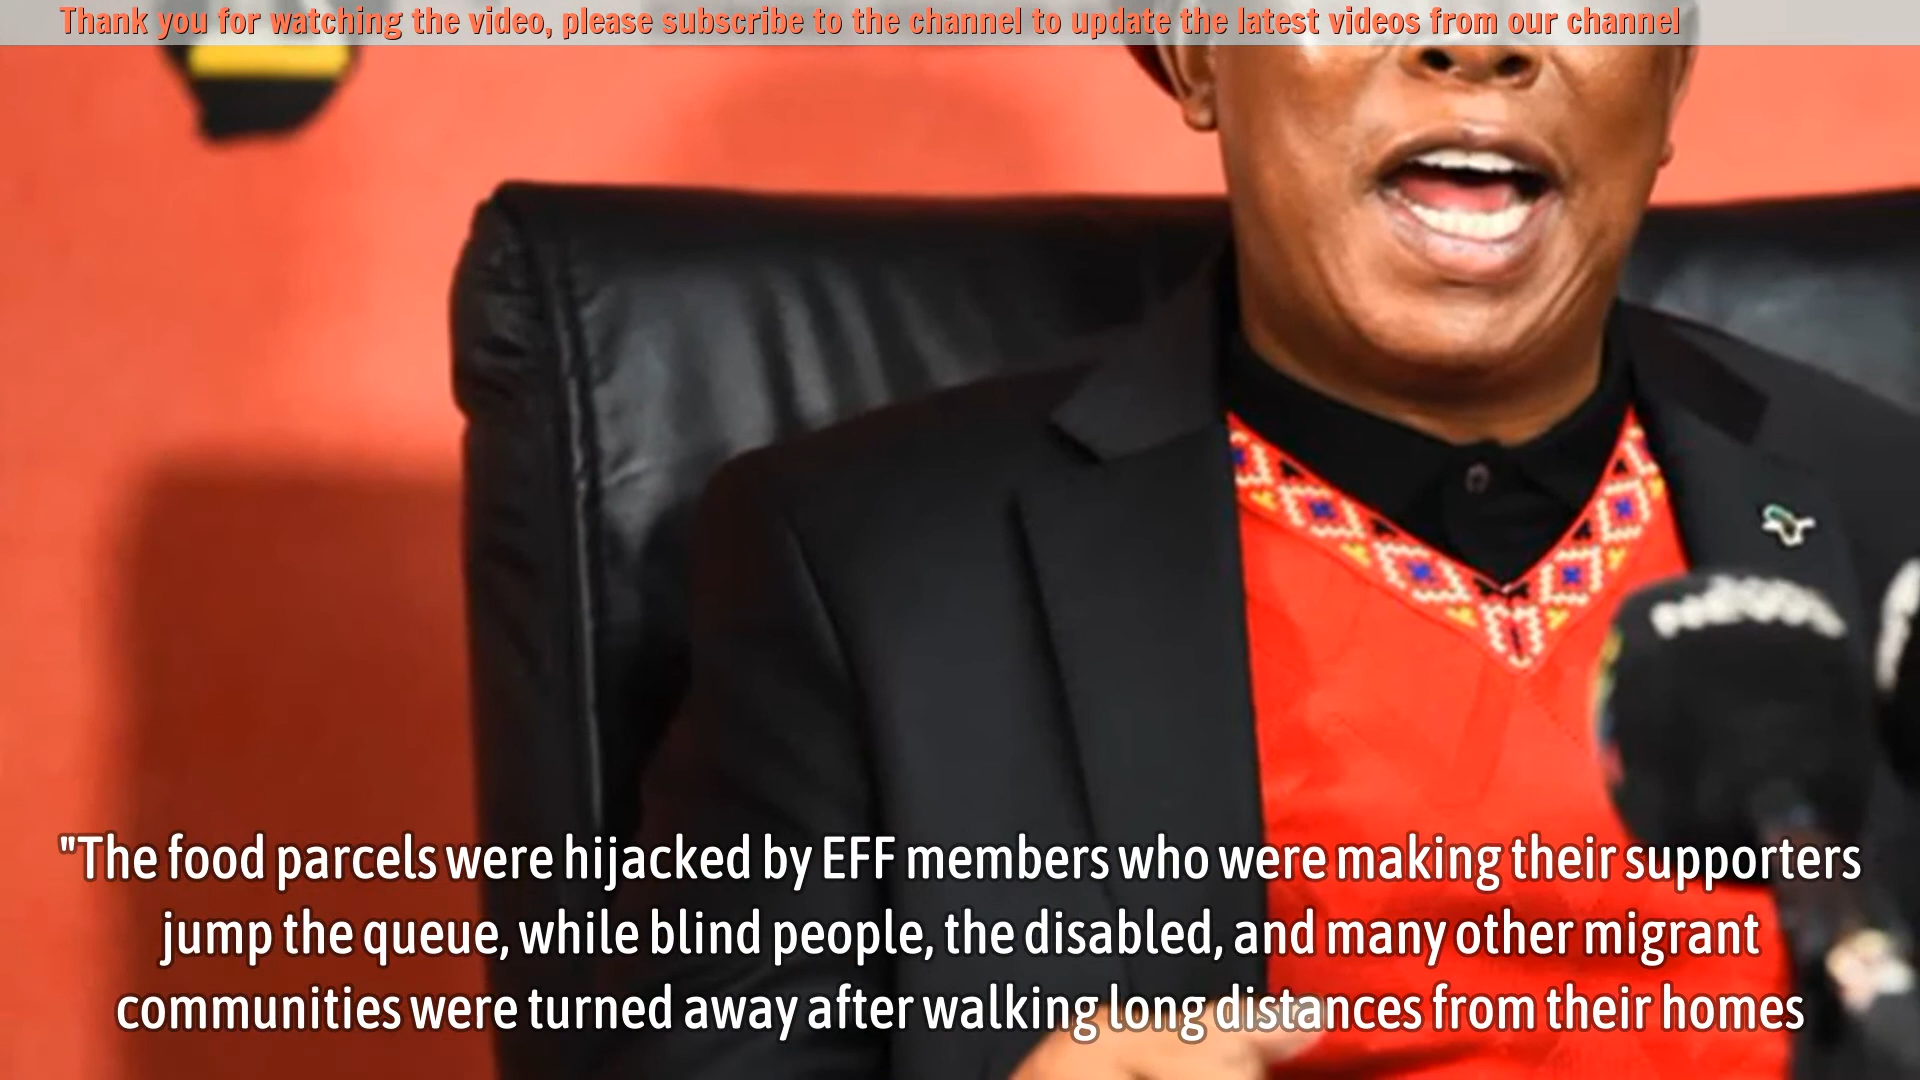 Thank you for watching the video, please subscribe to the channel to update the latest videos from our channel
"The food parcels were hijacked by EFF members who were making their supporters
jump the queue, while blind people, the disabled, and many other migrant
communities were turned away after walking long distances from their homes